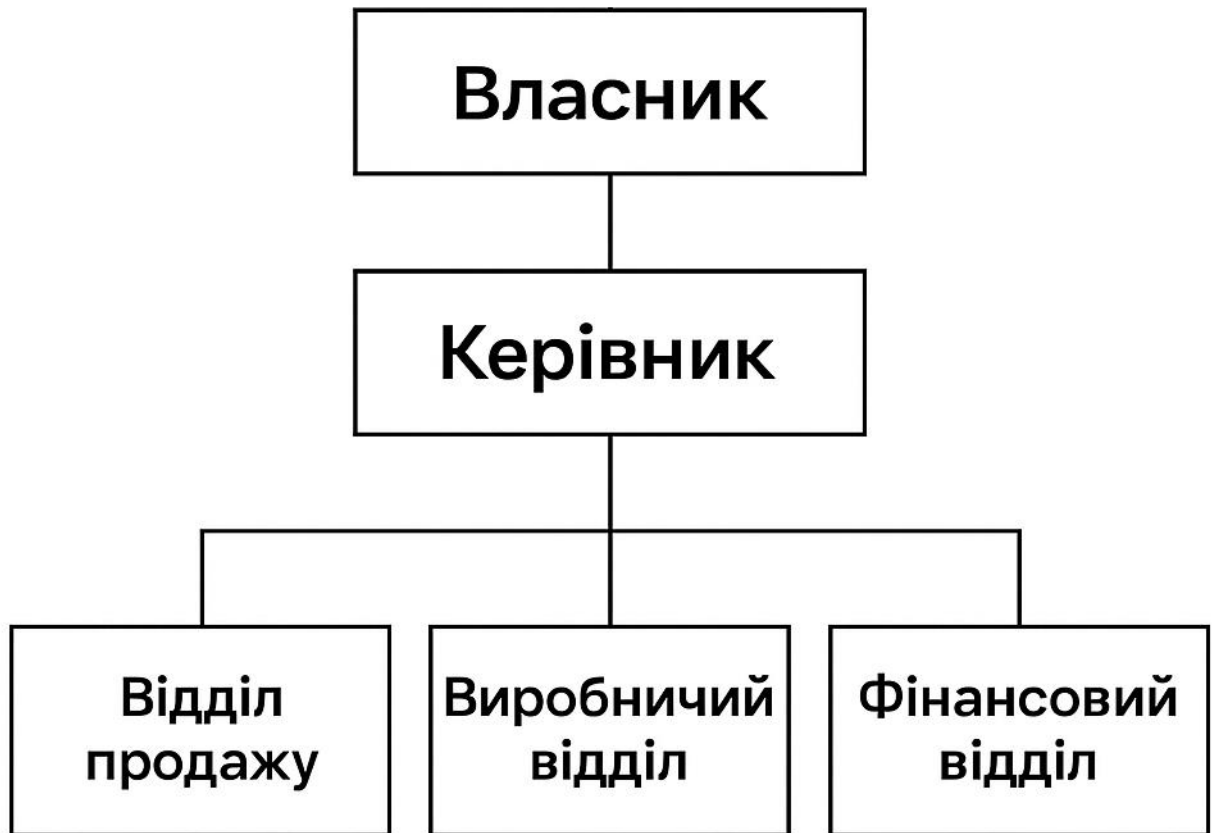 Власник
Керівник
Відділ
продажу
Виробничий
відділ
Фінансовий
відділ